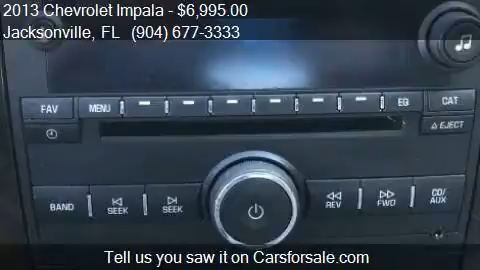 2013 Chevrolet Impala - $6,995.00
Jacksonville, FL (904) 677-3333
FAV MENU EQ CAT
EJECT
BAND SEEK SEEK REV FWD CD/AUX
Tell us you saw it on Carsforsale.com